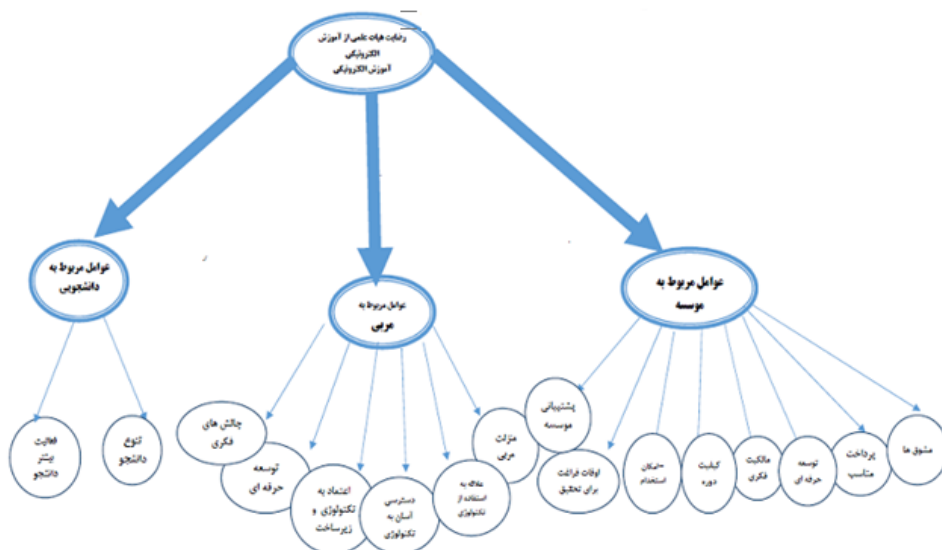 رضایت هیات علمی از آموزش
الکترونیکی
آموزش الکترونیکی
عوامل مربوط به
موسسه
عوامل مربوط به
مربی
عوامل مربوط به
دانشجویی
مشوق ها
پرداخت
مناسب
توسعه
حرفه ای
مالکیت
فکری
کیفیت
دوره
امکان
استخدام
اوقات فراغت
برای تحقیق
پشتیبانی
موسسه
منزلت
مربی
علاقه به
استفاده از
تکنولوژی
دسترسی
آسان به
تکنولوژی
اعتماد به
تکنولوژی و
زیرساخت
توسعه
حرفه ای
چالش های
فکری
تنوع
دانشجو
فعالیت
بیشتر
دانشجو